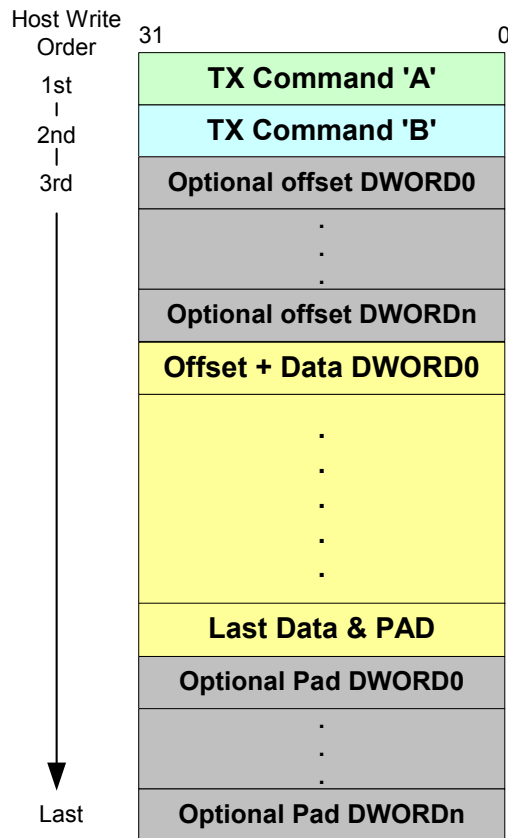 Host Write
Order
31
0
1st
TX Command 'A'
2nd
TX Command 'B'
3rd
Optional offset DWORD0
.
.
.
Optional offset DWORDn
Offset + Data DWORD0
.
.
.
.
.
Last Data & PAD
Optional Pad DWORD0
.
.
.
Last
Optional Pad DWORDn